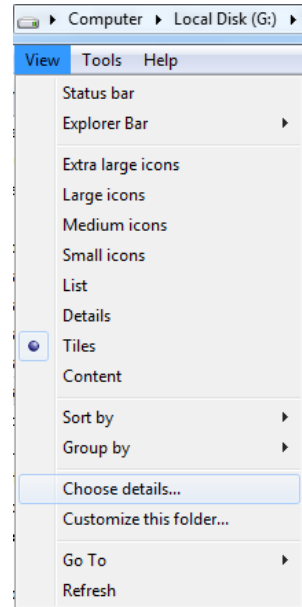 Computer Local Disk (G:)
View Tools Help
Status bar
Explorer Bar
Extra large icons
Large icons
Medium icons
Small icons
List
Details
Tiles
Content
Sort by
Group by
Choose details...
Customize this folder...
Go To
Refresh